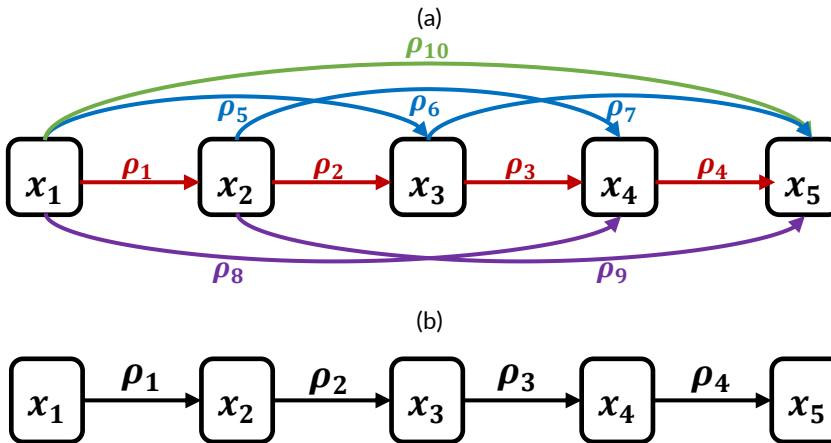 (a)
ρ₁₀
ρ₅ ρ₆ ρ₇
x₁ ρ₁ x₂ ρ₂ x₃ ρ₃ x₄ ρ₄ x₅
ρ₈ ρ₉
(b)
x₁ ρ₁ x₂ ρ₂ x₃ ρ₃ x₄ ρ₄ x₅